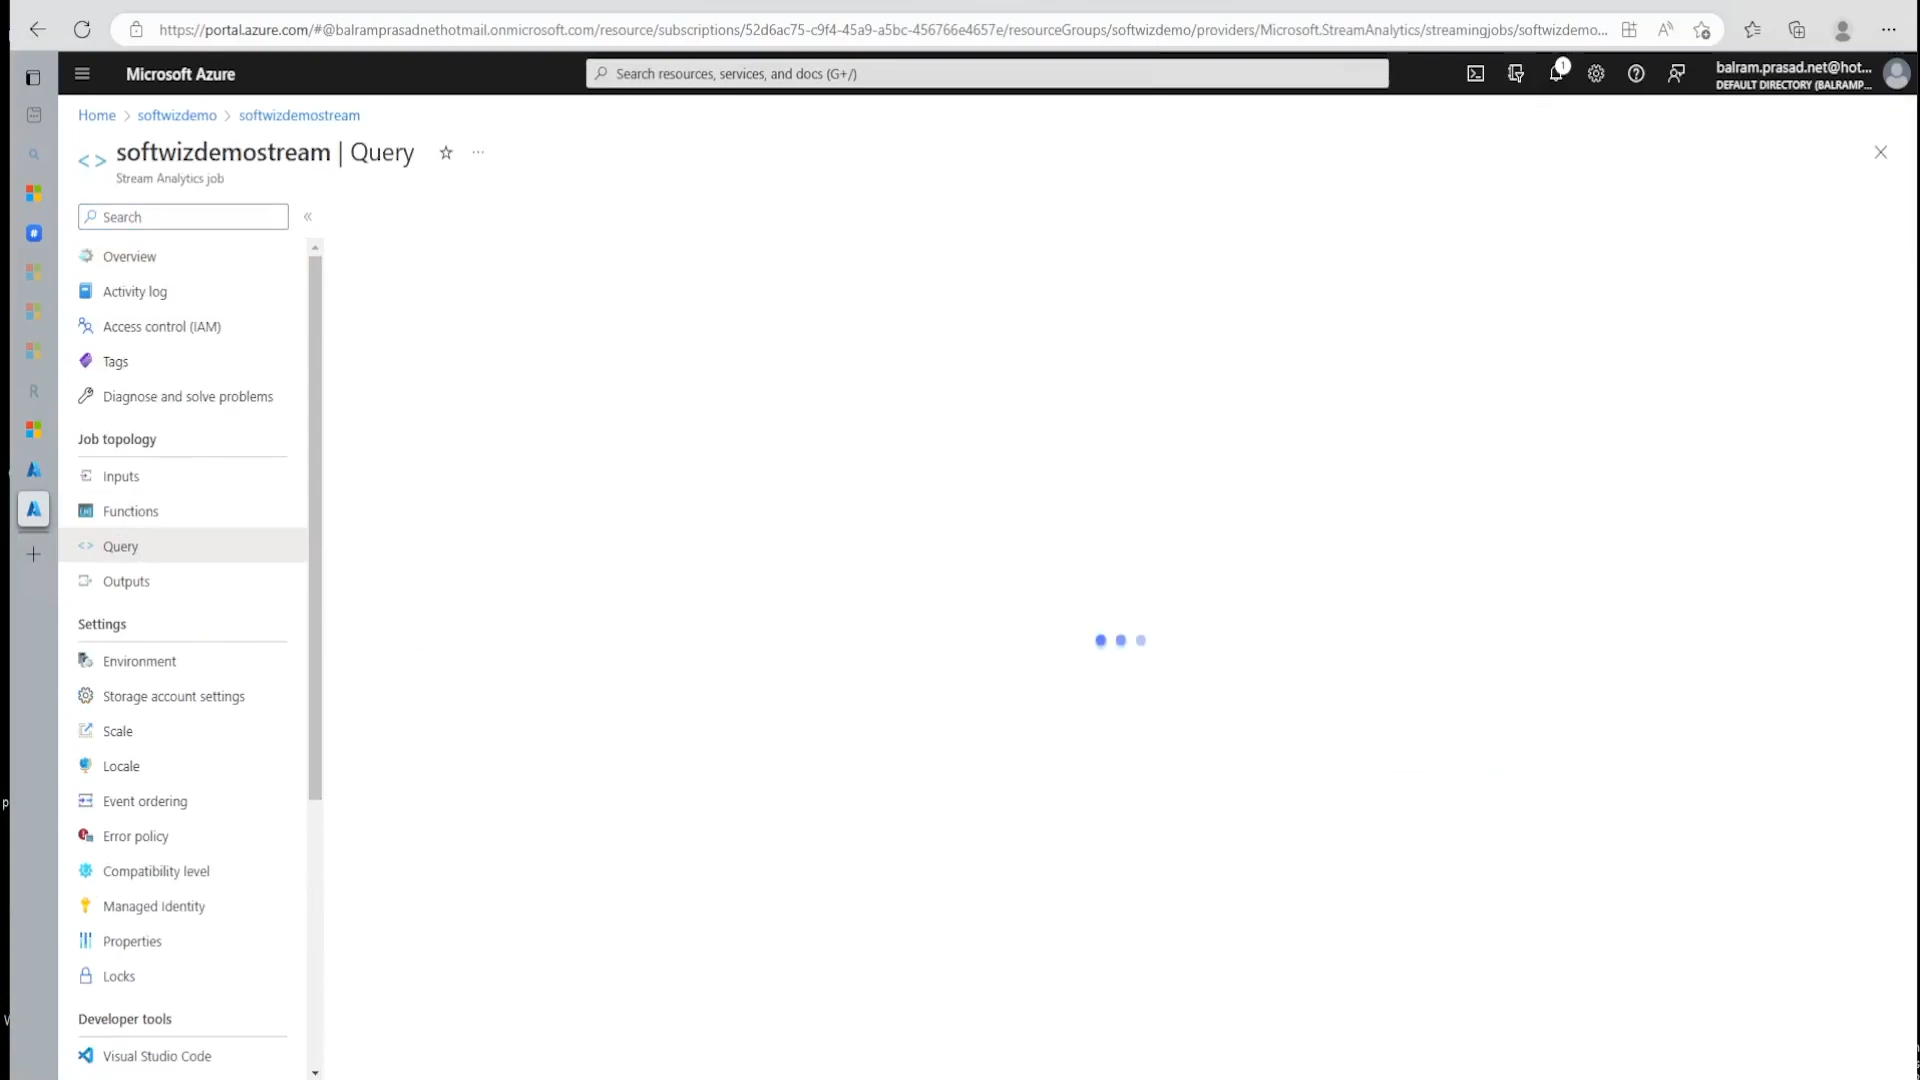 https://portal.azure.com/#@balramprasadnethotmail.onmicrosoft.com/resource/subscriptions/52d6ac75-c9f4-45a9-a5bc-456766e4657e/resourceGroups/softwizdemo/providers/Microsoft.StreamAnalytics/streamingjobs/softwizdemo...
Microsoft Azure
Search resources, services, and docs (G+/)
1
balram.prasad.net@hot...
DEFAULT DIRECTORY (BALRAMP...
Home > softwizdemo > softwizdemostream
softwizdemostream | Query
Stream Analytics job
Search
Overview
Activity log
Access control (IAM)
Tags
Diagnose and solve problems
Job topology
Inputs
Functions
Query
Outputs
Settings
Environment
Storage account settings
Scale
Locale
Event ordering
Error policy
Compatibility level
Managed Identity
Properties
Locks
Developer tools
Visual Studio Code